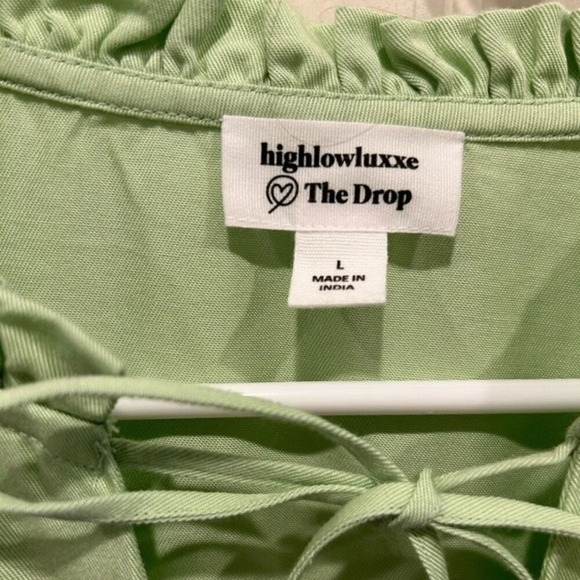 highlowluxxe
The Drop
L
MADE IN
INDIA